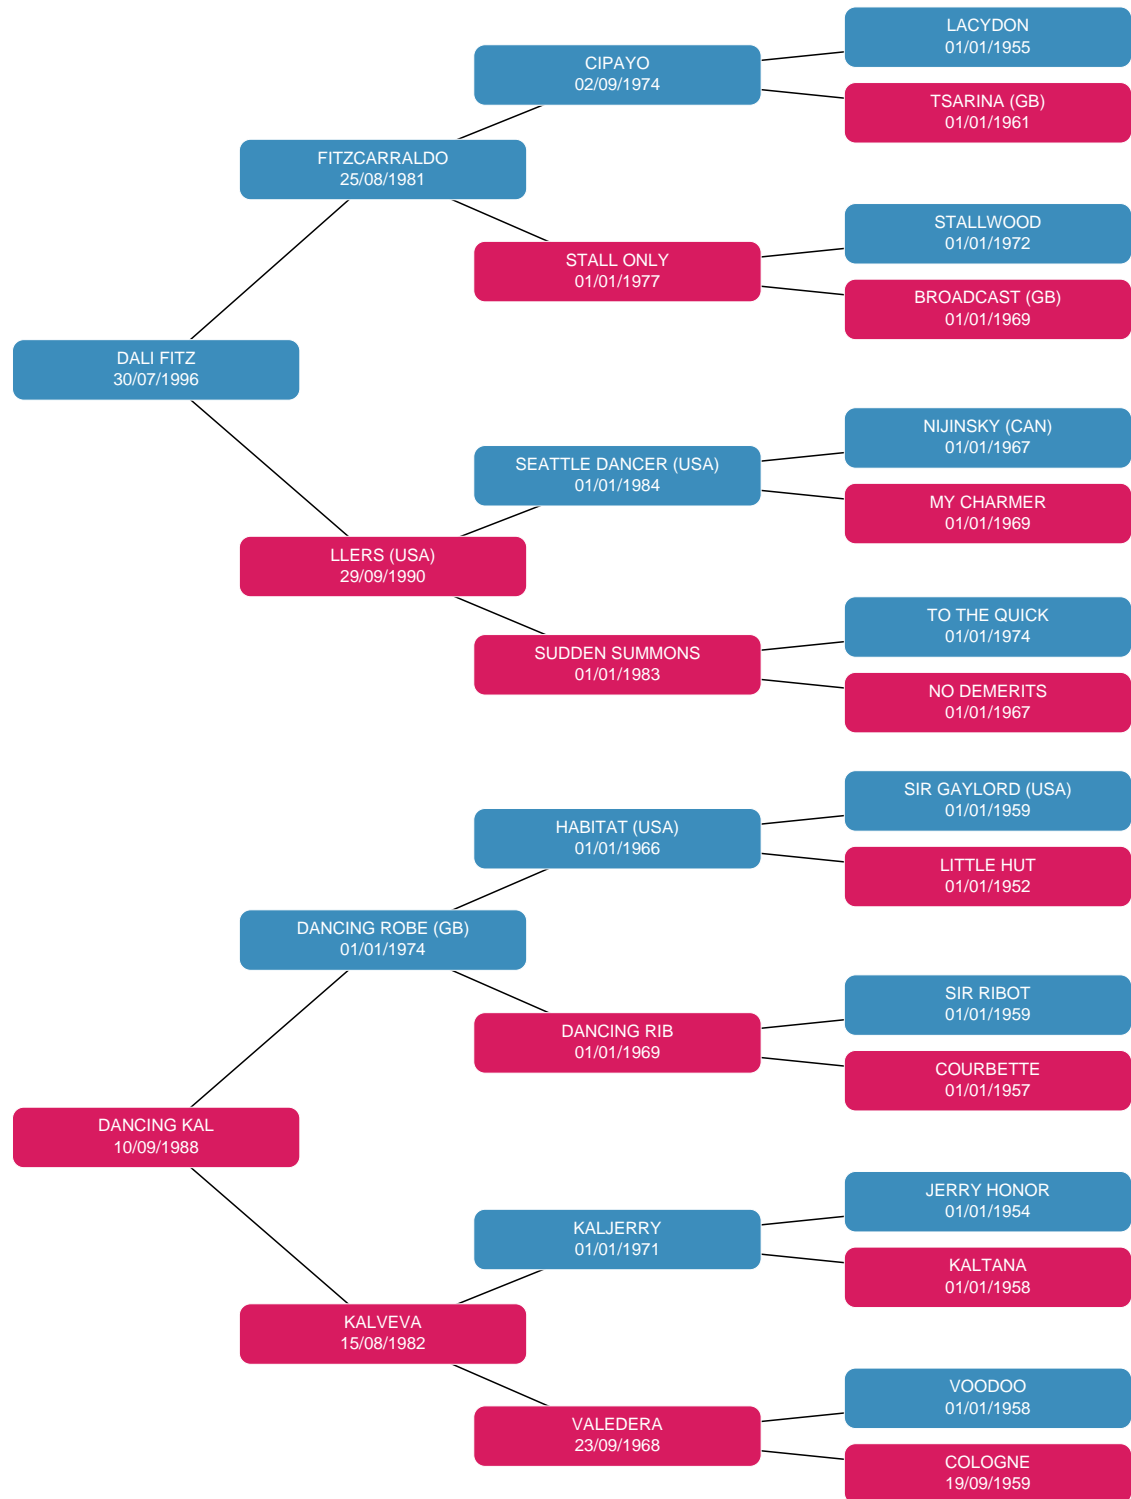 LACYDON
01/01/1955
CIPAYO
02/09/1974
TSARINA (GB)
01/01/1961
FITZCARRALDO
25/08/1981
STALLWOOD
01/01/1972
STALL ONLY
01/01/1977
BROADCAST (GB)
01/01/1969
DALI FITZ
30/07/1996
NIJINSKY (CAN)
01/01/1967
SEATTLE DANCER (USA)
01/01/1984
MY CHARMER
01/01/1969
LLERS (USA)
29/09/1990
TO THE QUICK
01/01/1974
SUDDEN SUMMONS
01/01/1983
NO DEMERITS
01/01/1967
SIR GAYLORD (USA)
01/01/1959
HABITAT (USA)
01/01/1966
LITTLE HUT
01/01/1952
DANCING ROBE (GB)
01/01/1974
SIR RIBOT
01/01/1959
DANCING RIB
01/01/1969
COURBETTE
01/01/1957
DANCING KAL
10/09/1988
JERRY HONOR
01/01/1954
KALJERRY
01/01/1971
KALTANA
01/01/1958
KALVEVA
15/08/1982
VOODOO
01/01/1958
VALEDERA
23/09/1968
COLOGNE
19/09/1959